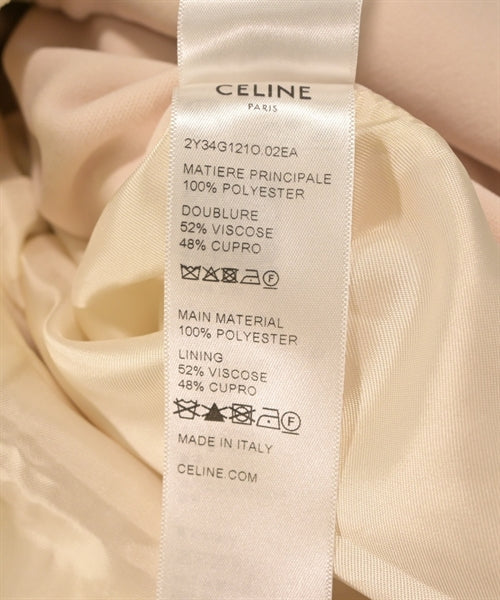 CELINE
PARIS
2Y34G121O.02EA
MATIERE PRINCIPALE
100% POLYESTER
DOUBLURE
52% VISCOSE
48% CUPRO
F
MAIN MATERIAL
100% POLYESTER
LINING
52% VISCOSE
48% CUPRO
F
MADE IN ITALY
CELINE.COM